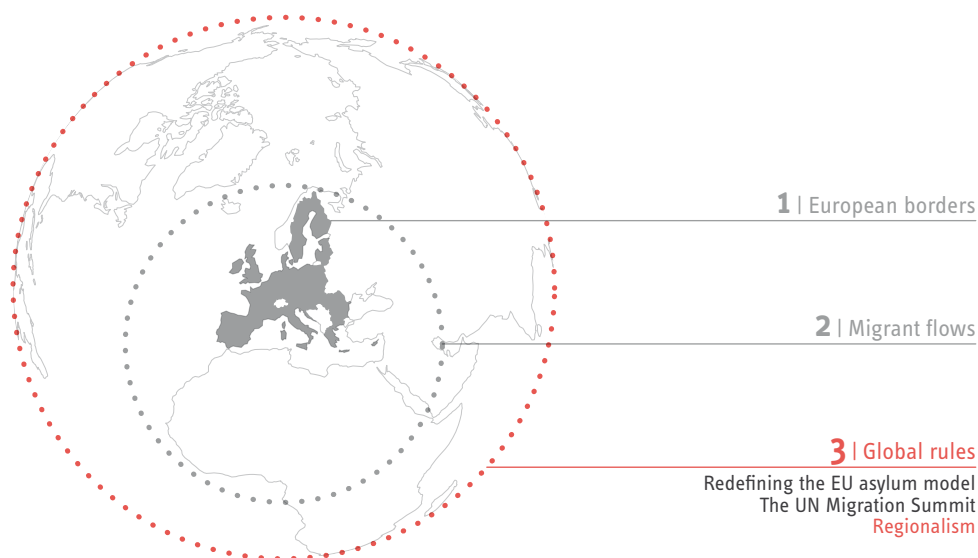 1 | European borders
2 | Migrant flows
3 | Global rules
Redefining the EU asylum model
The UN Migration Summit
Regionalism